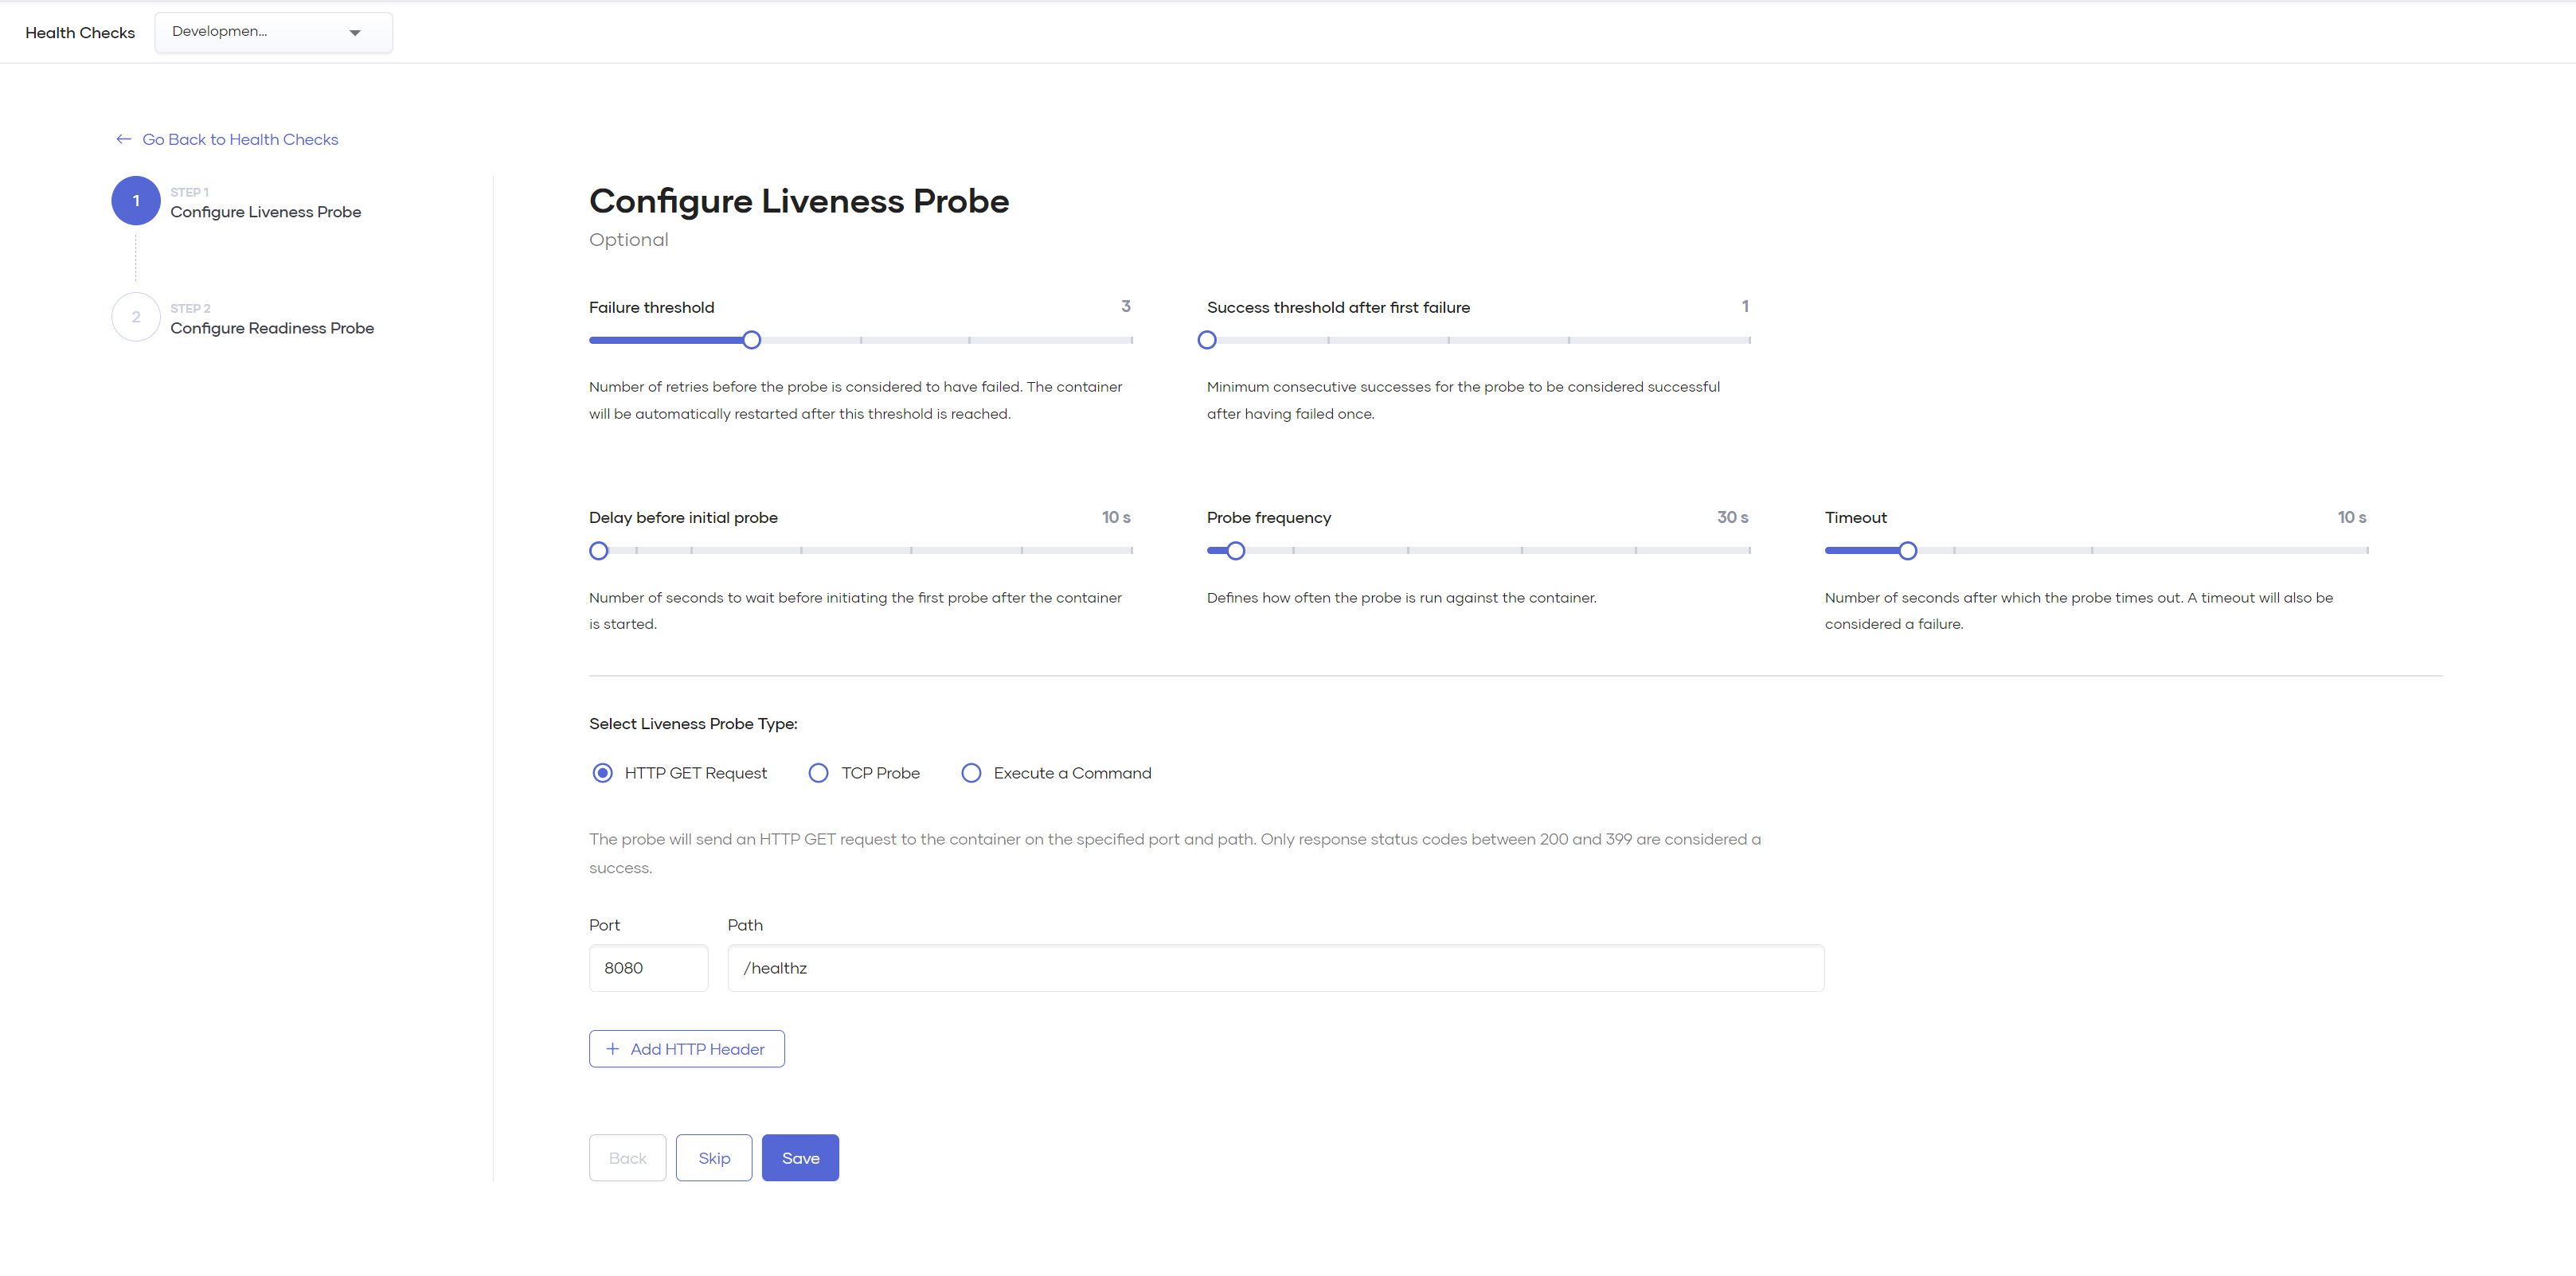 Health Checks
Developmen...
Go Back to Health Checks
1
STEP 1
Configure Liveness Probe
2
STEP 2
Configure Readiness Probe
Configure Liveness Probe
Optional
Failure threshold
3
Number of retries before the probe is considered to have failed. The container
will be automatically restarted after this threshold is reached.
Success threshold after first failure
1
Minimum consecutive successes for the probe to be considered successful
after having failed once.
Delay before initial probe
10 s
Number of seconds to wait before initiating the first probe after the container
is started.
Probe frequency
30 s
Defines how often the probe is run against the container.
Timeout
10 s
Number of seconds after which the probe times out. A timeout will also be
considered a failure.
Select Liveness Probe Type:
HTTP GET Request
TCP Probe
Execute a Command
The probe will send an HTTP GET request to the container on the specified port and path. Only response status codes between 200 and 399 are considered a
success.
Port
Path
8080
/healthz
+ Add HTTP Header
Back
Skip
Save